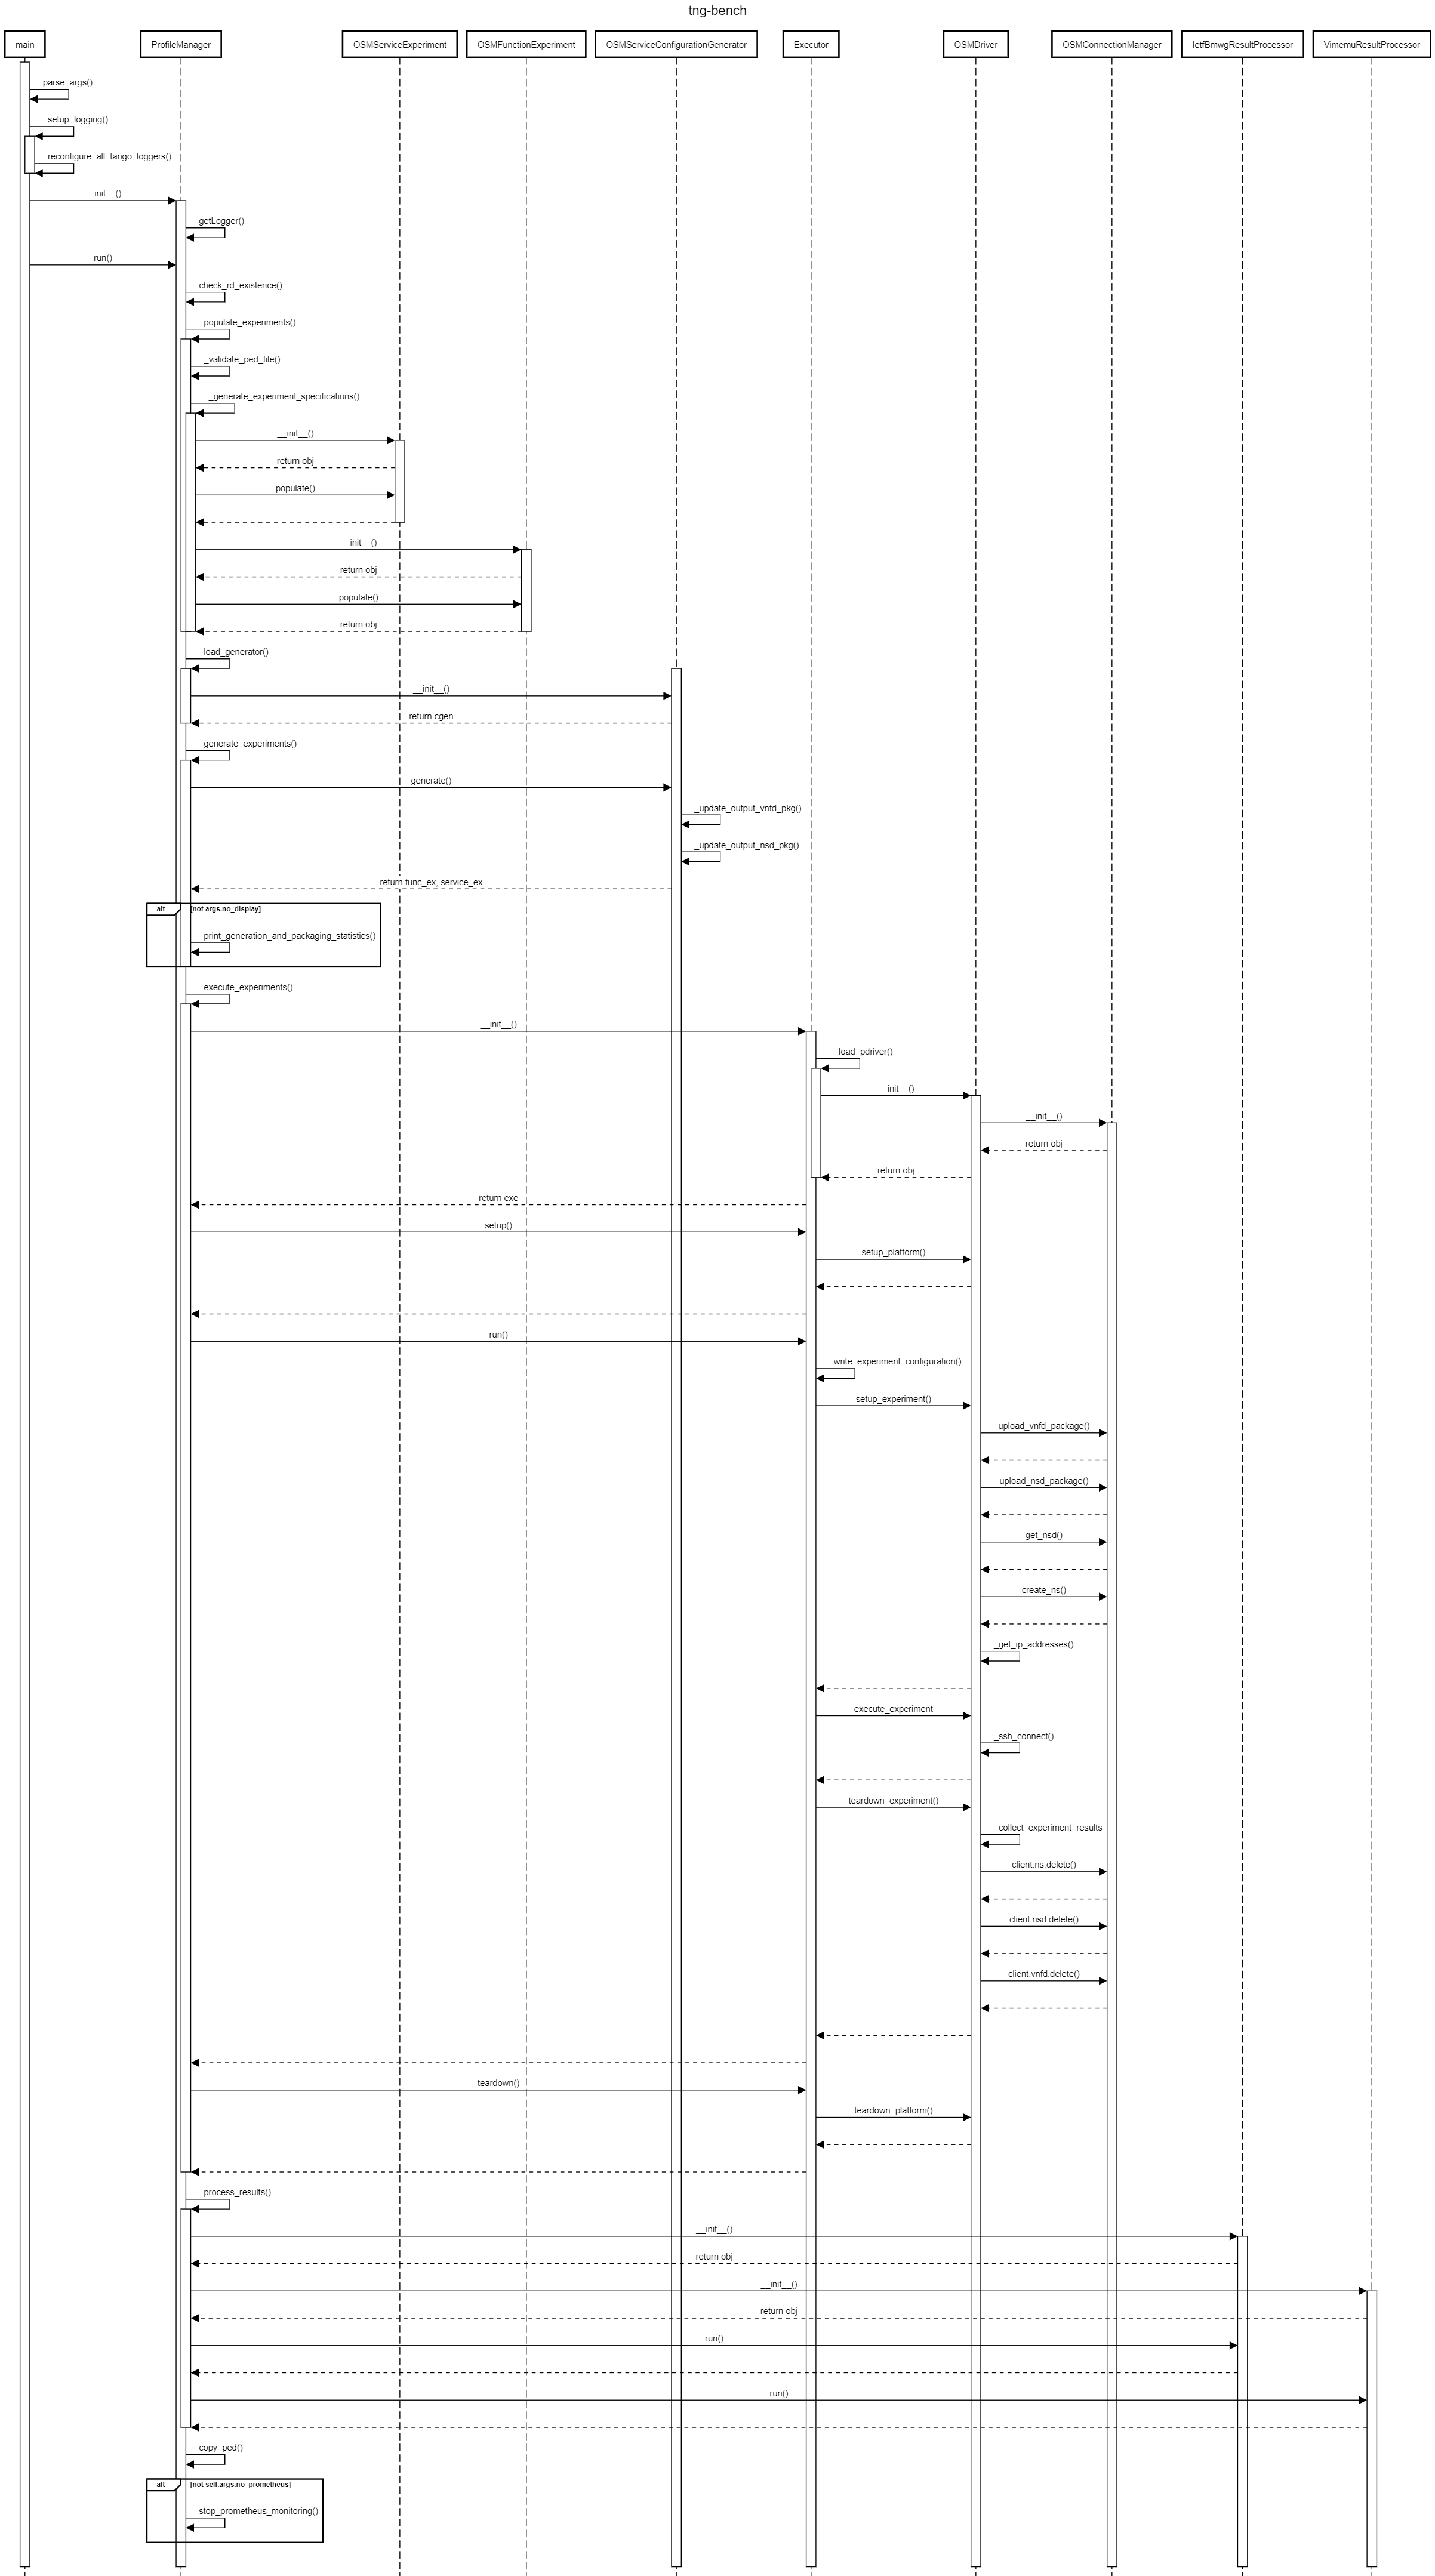 tng-bench
main
ProfileManager
OSMServiceExperiment
OSMFunctionExperiment
OSMServiceConfigurationGenerator
Executor
OSMDriver
OSMConnectionManager
IetfBmwgResultProcessor
VimemuResultProcessor
parse_args()
setup_logging()
reconfigure_all_tango_loggers()
__init__()
getLogger()
run()
check_rd_existence()
populate_experiments()
_validate_ped_file()
_generate_experiment_specifications()
__init__()
return obj
populate()
__init__()
return obj
populate()
return obj
load_generator()
__init__()
return cgen
generate_experiments()
generate()
_update_output_vnfd_pkg()
_update_output_nsd_pkg()
return func_ex, service_ex
alt [not args.no_display]
print_generation_and_packaging_statistics()
execute_experiments()
__init__()
_load_pdriver()
__init__()
__init__()
return obj
return obj
return exe
setup()
setup_platform()
run()
_write_experiment_configuration()
setup_experiment()
upload_vnfd_package()
upload_nsd_package()
get_nsd()
create_ns()
_get_ip_addresses()
execute_experiment
_ssh_connect()
teardown_experiment()
_collect_experiment_results
client.ns.delete()
client.nsd.delete()
client.vnfd.delete()
teardown()
teardown_platform()
process_results()
__init__()
return obj
__init__()
return obj
run()
run()
copy_ped()
alt [not self.args.no_prometheus]
stop_prometheus_monitoring()